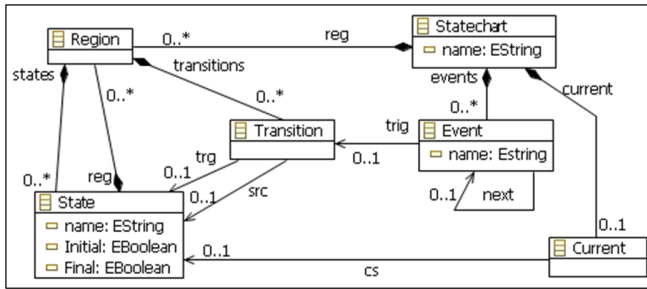 Region
0..*
reg
Statechart
name: EString
states
transitions
events
current
0..*
0..*
0..*
Transition
trig
Event
name: Estring
trg
0..1
0..1
src
0..1
next
0..*
reg
0..1
State
name: EString
Initial: EBoolean
Final: EBoolean
0..1
cs
0..1
Current